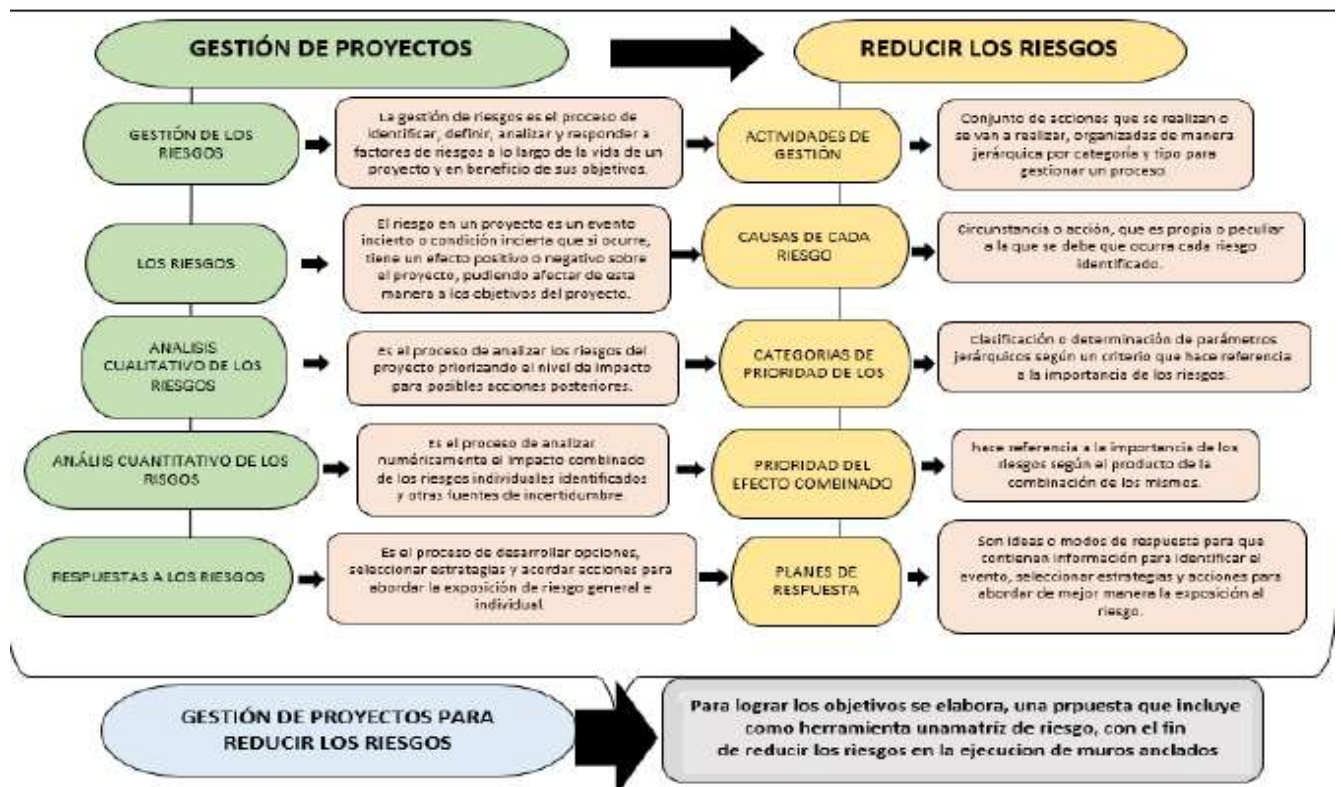 GESTIÓN DE PROYECTOS
REDUCIR LOS RIESGOS
GESTIÓN DE LOS
RIESGOS
La gestión de riesgos es el proceso de
identificar, definir, analizar y responder a
factores de riesgos a lo largo de la vida de un
proyecto y en beneficio de sus objetivos.
ACTIVIDADES DE
GESTIÓN
Conjunto de acciones que se realizan o
se van a realizar, organizadas de manera
jerárquica por categoría y tipo para
gestionar un proceso
LOS RIESGOS
El riesgo en un proyecto es un evento
incierto o condición incierta que si ocurre,
tiene un efecto positivo o negativo sobre
el proyecto, pudiendo afectar de esta
manera a los objetivos del proyecto.
CAUSAS DE CADA
RIESGO
Circunstancia o acción, que es propia o peculiar
a la que se debe que ocurra cada riesgo
identificado.
ANALISIS
CUALITATIVO DE LOS
RIESGOS
Es el proceso de analizar los riesgos del
proyecto priorizando el nivel de impacto
para posibles acciones posteriores.
CATEGORIAS DE
PRIORIDAD DE LOS
Clasificación o determinación de parámetros
jerárquicos según un criterio que hace referencia
a la importancia de los riesgos.
ANÁLIIS CUANTITATIVO DE LOS
RISGOS
Es el proceso de analizar
numéricamente el impacto combinado
de los riesgos individuales identificados
y otras fuentes de incertidumbre.
PRIORIDAD DEL
EFECTO COMBINADO
hace referencia a la importancia de los
riesgos según el producto de la
combinación de los mismos.
RESPUESTAS A LOS RIESGOS
Es el proceso de desarrollar opciones,
seleccionar estrategias y acordar acciones para
abordar la exposición de riesgo general e
individual.
PLANES DE
RESPUESTA
Son ideas o modos de respuesta para que
contienen información para identificar el
evento, seleccionar estrategias y acciones para
abordar de mejor manera la exposición al
riesgo.
GESTIÓN DE PROYECTOS PARA
REDUCIR LOS RIESGOS
Para lograr los objetivos se elabora, una prpuesta que incluye
como herramienta unamatríz de riesgo, con el fin
de reducir los riesgos en la ejecucion de muros anclados